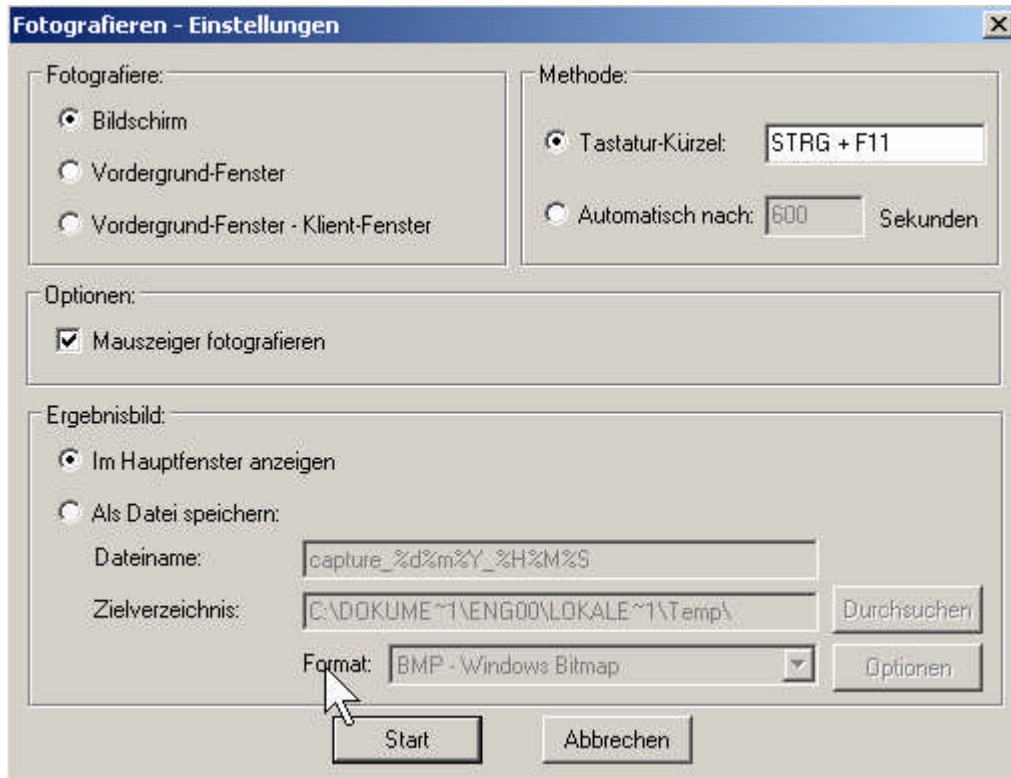 Fotografieren - Einstellungen
Fotografiere:
Bildschirm
Vordergrund-Fenster
Vordergrund-Fenster - Klient-Fenster
Methode:
Tastatur-Kürzel: STRG + F11
Automatisch nach: 600 Sekunden
Optionen:
Mauszeiger fotografieren
Ergebnisbild:
Im Hauptfenster anzeigen
Als Datei speichern:
Dateiname: capture_%d%m%Y_%H%M%S
Zielverzeichnis: C:\DOKUME~1\ENG00\LOKALE~1\Temp\ Durchsuchen
Format: BMP - Windows Bitmap Optionen
Start Abbrechen